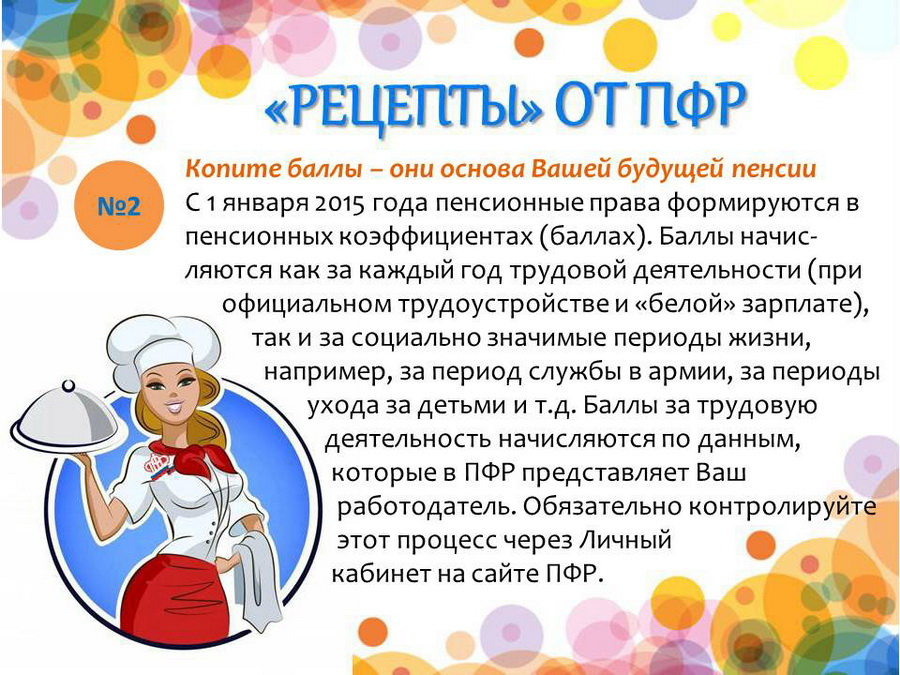 «РЕЦЕПТЫ» ОТ ПФР
№2
Копите баллы – они основа Вашей будущей пенсии
С 1 января 2015 года пенсионные права формируются в
пенсионных коэффициентах (баллах). Баллы начис-
ляются как за каждый год трудовой деятельности (при
официальном трудоустройстве и «белой» зарплате),
так и за социально значимые периоды жизни,
например, за период службы в армии, за периоды
ухода за детьми и т.д. Баллы за трудовую
деятельность начисляются по данным,
которые в ПФР представляет Ваш
работодатель. Обязательно контролируйте
этот процесс через Личный
кабинет на сайте ПФР.